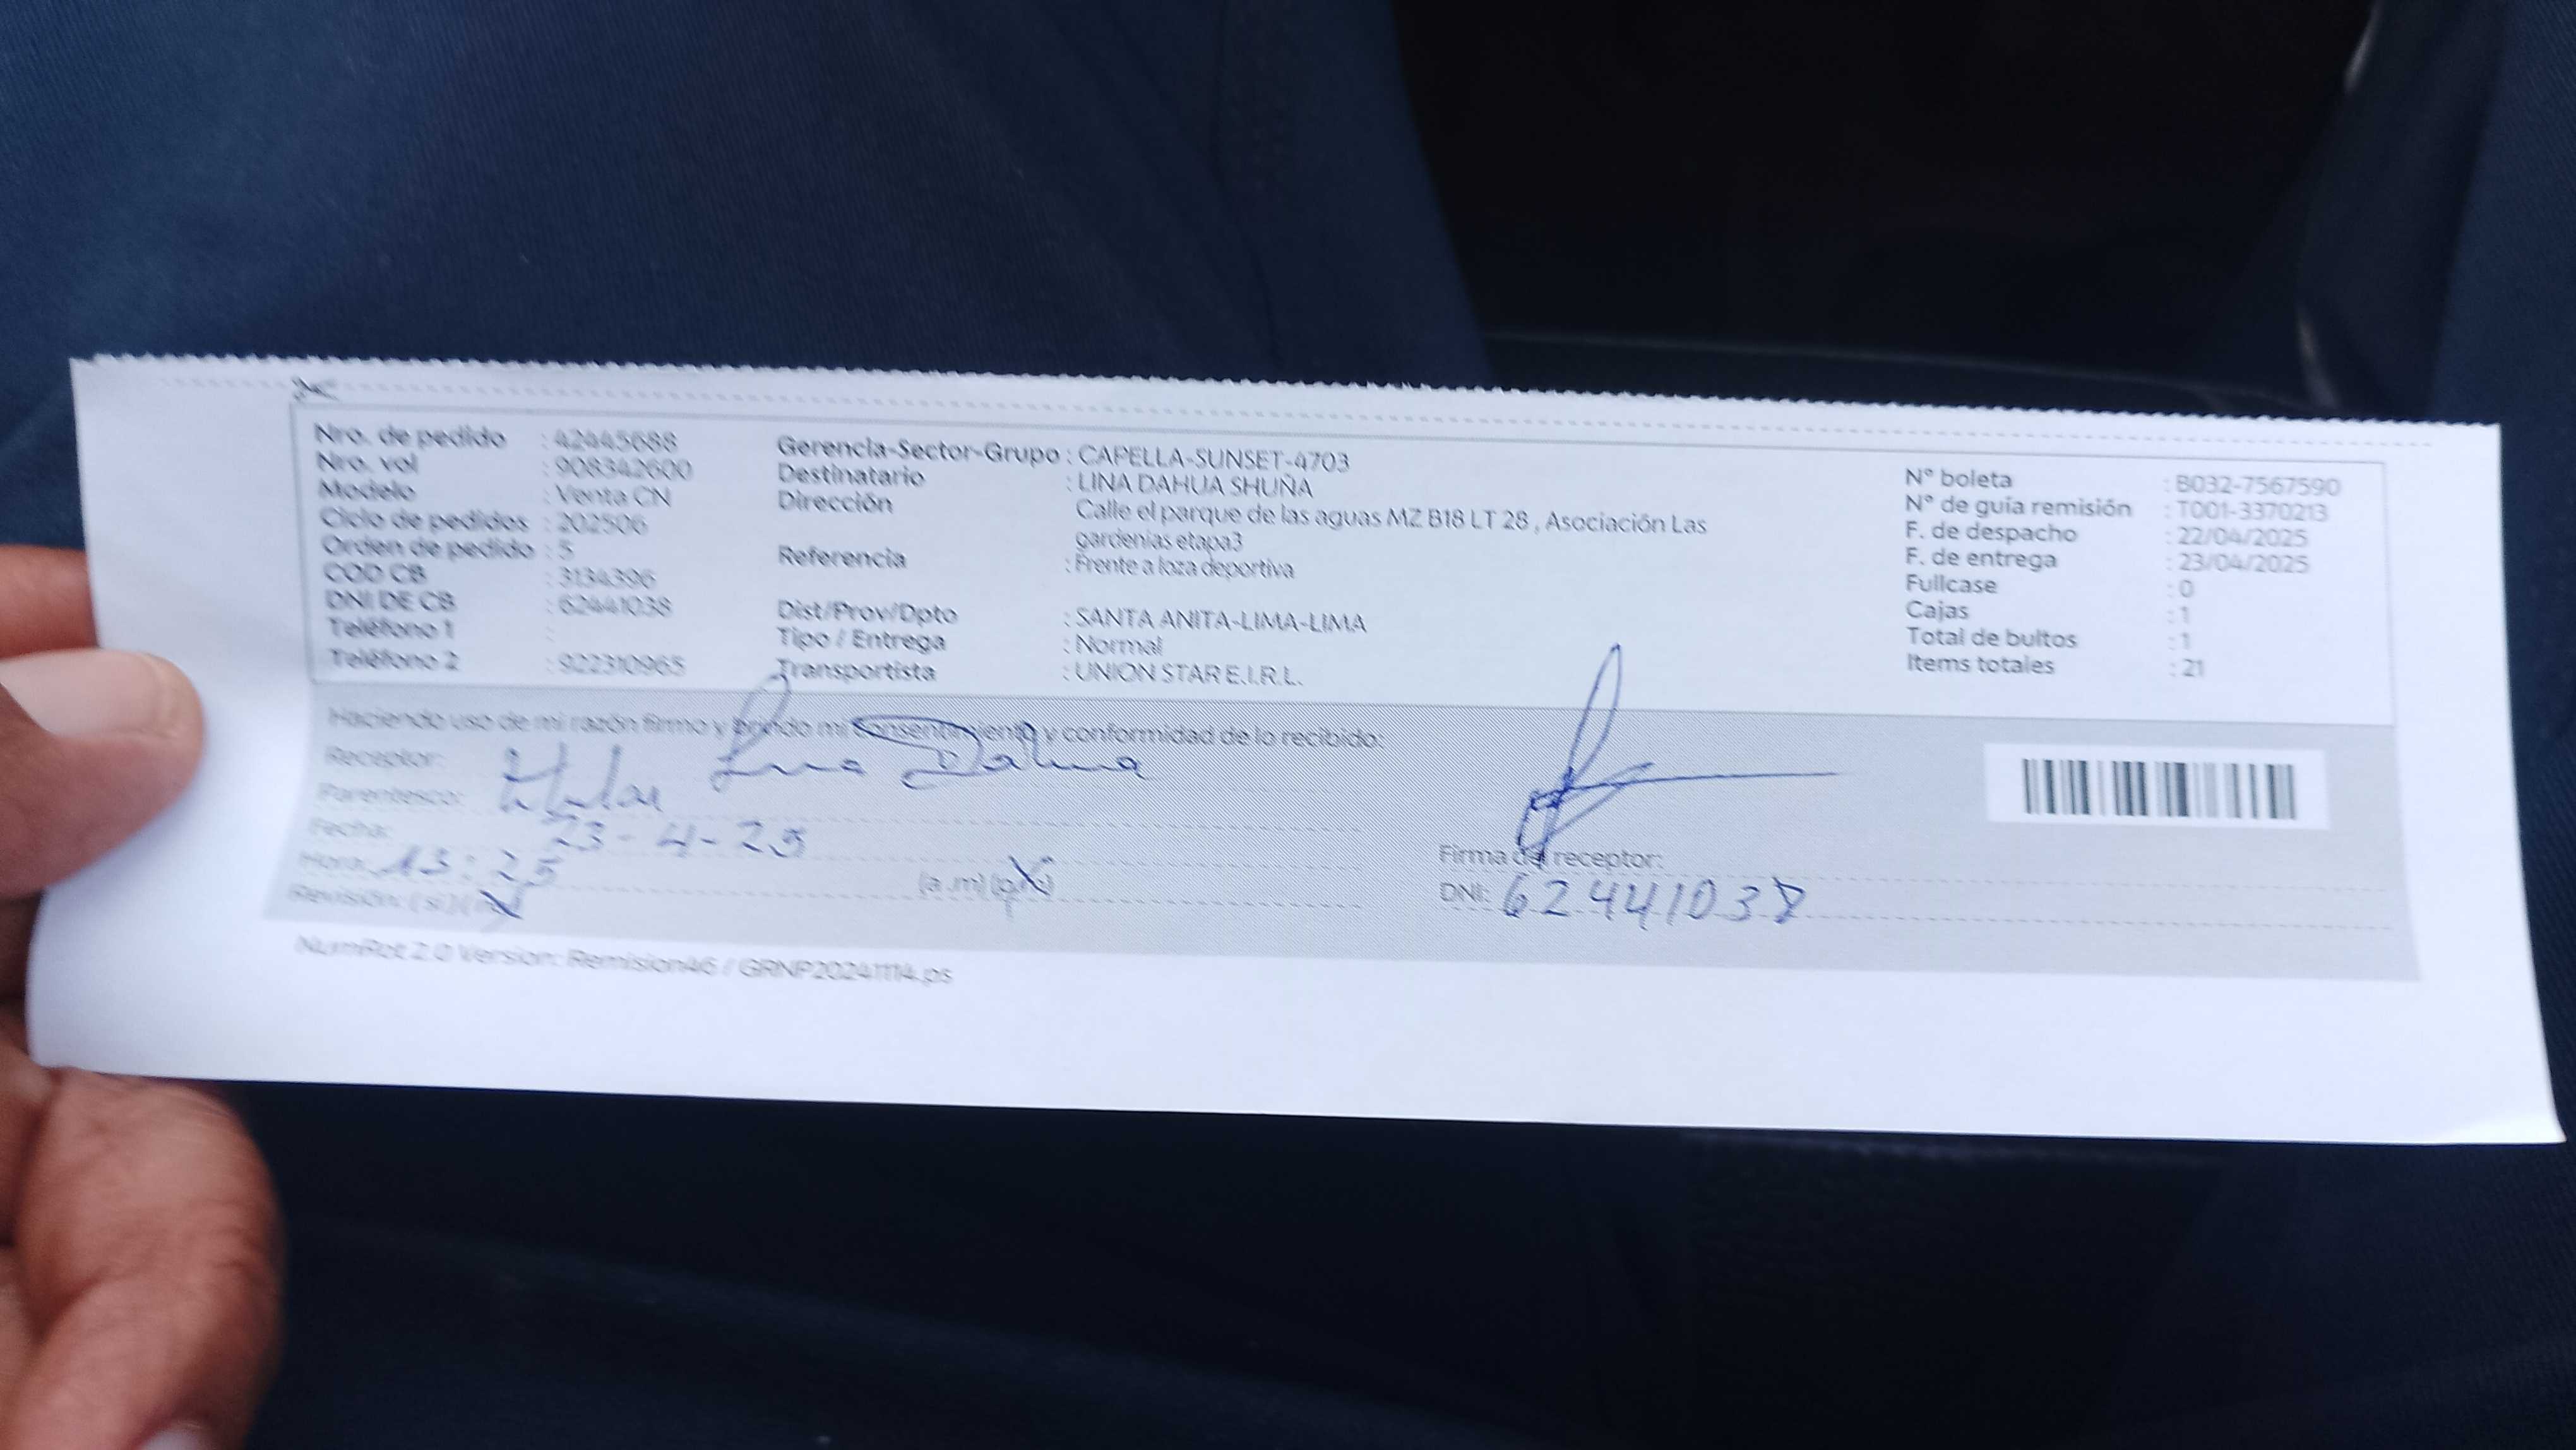 Nro. de pedido : 42445688
Nro. vol : 908342600
Modelo : Venta CN
Ciclo de pedidos : 202506
Orden de pedido : 5
COD CB : 3134396
DNI DE CB : 62441038
Teléfono 1 :
Teléfono 2 : 922310965
Gerencia-Sector-Grupo : CAPELLA-SUNSET-4703
Destinatario : LINA DAHUA SHUÑA
Dirección Calle el parque de las aguas MZ B18 LT 28 , Asociación Las
gardenias etapa3
Referencia : Frente a loza deportiva
Dist/Prov/Dpto : SANTA ANITA-LIMA-LIMA
Tipo / Entrega : Normal
Transportista : UNION STAR E.I.R.L.
N° boleta : B032-7567590
N° de guía remisión : T001-3370213
F. de despacho : 22/04/2025
F. de entrega : 23/04/2025
Fullcase : 0
Cajas : 1
Total de bultos : 1
Items totales : 21
Haciendo uso de mi razón firmo y brindo mi consentimiento y conformidad de lo recibido:
Receptor: Lina Dahua
Parentesco: titular
Fecha: 23-4-25
Hora: 13:25 (a.m) (p.m)
Revisión: (si) (no)
Firma del receptor:
DNI: 62441038
NumRot 2.0 Version: Remision46 / GRNP20241114.ps